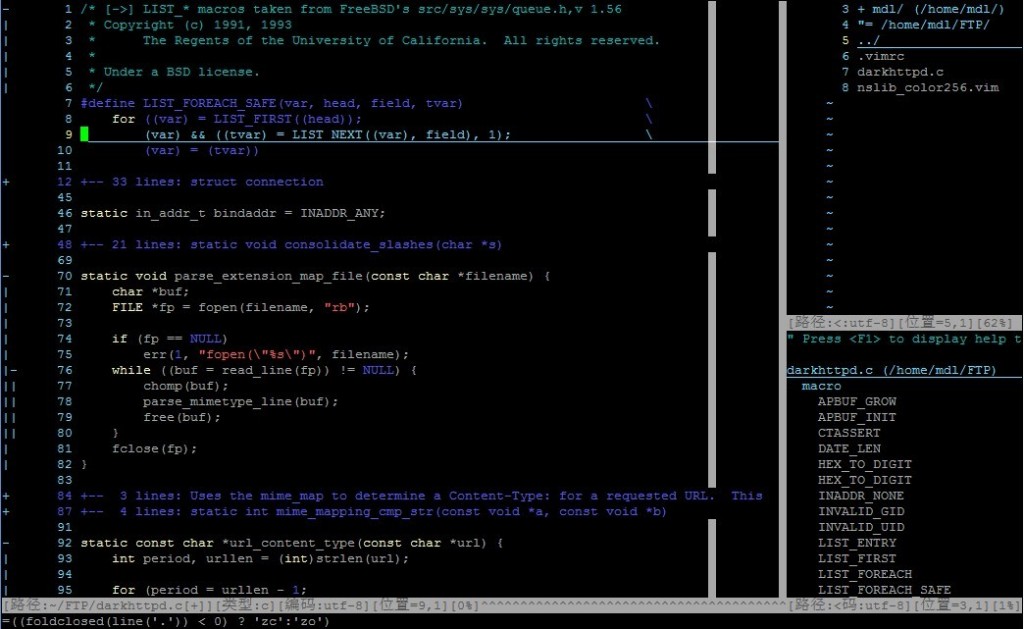 - 1 /* [->] LIST_* macros taken from FreeBSD's src/sys/sys/queue.h,v 1.56
| 2 * Copyright (c) 1991, 1993
| 3 * The Regents of the University of California. All rights reserved.
| 4 *
| 5 * Under a BSD license.
| 6 */
7 #define LIST_FOREACH_SAFE(var, head, field, tvar) \
8 for ((var) = LIST_FIRST((head)); \
9 (var) && ((tvar) = LIST_NEXT((var), field), 1); \
10 (var) = (tvar))
11
+ 12 +-- 33 lines: struct connection
45
46 static in_addr_t bindaddr = INADDR_ANY;
47
+ 48 +-- 21 lines: static void consolidate_slashes(char *s)
69
- 70 static void parse_extension_map_file(const char *filename) {
| 71 char *buf;
| 72 FILE *fp = fopen(filename, "rb");
| 73
| 74 if (fp == NULL)
| 75 err(1, "fopen(\"%s\")", filename);
|- 76 while ((buf = read_line(fp)) != NULL) {
|| 77 chomp(buf);
|| 78 parse_mimetype_line(buf);
|| 79 free(buf);
|| 80 }
| 81 fclose(fp);
| 82 }
83
+ 84 +-- 3 lines: Uses the mime_map to determine a Content-Type: for a requested URL. This
+ 87 +-- 4 lines: static int mime_mapping_cmp_str(const void *a, const void *b)
91
- 92 static const char *url_content_type(const char *url) {
| 93 int period, urllen = (int)strlen(url);
| 94
| 95 for (period = urllen - 1;
[路径:~/FTP/darkhttpd.c[+]][类型:c][编码:utf-8][位置=9,1][0%]^^^^^^^^^^^^^^^^^^^^^^^^^^^^^^^^^^^^^^^
=((foldclosed(line('.')) < 0) ? 'zc':'zo')
3 + mdl/ (/home/mdl/)
4 "= /home/mdl/FTP/
5 ../
6 .vimrc
7 darkhttpd.c
8 nslib_color256.vim
~
~
~
~
~
~
~
~
~
~
~
~
~
~
[路径:<:utf-8][位置=5,1][62%]
" Press <F1> to display help t
darkhttpd.c (/home/mdl/FTP)
macro
APBUF_GROW
APBUF_INIT
CTASSERT
DATE_LEN
HEX_TO_DIGIT
HEX_TO_DIGIT
INADDR_NONE
INVALID_GID
INVALID_UID
LIST_ENTRY
LIST_FIRST
LIST_FOREACH
LIST_FOREACH_SAFE
[路径:<码:utf-8][位置=3,1][1%]